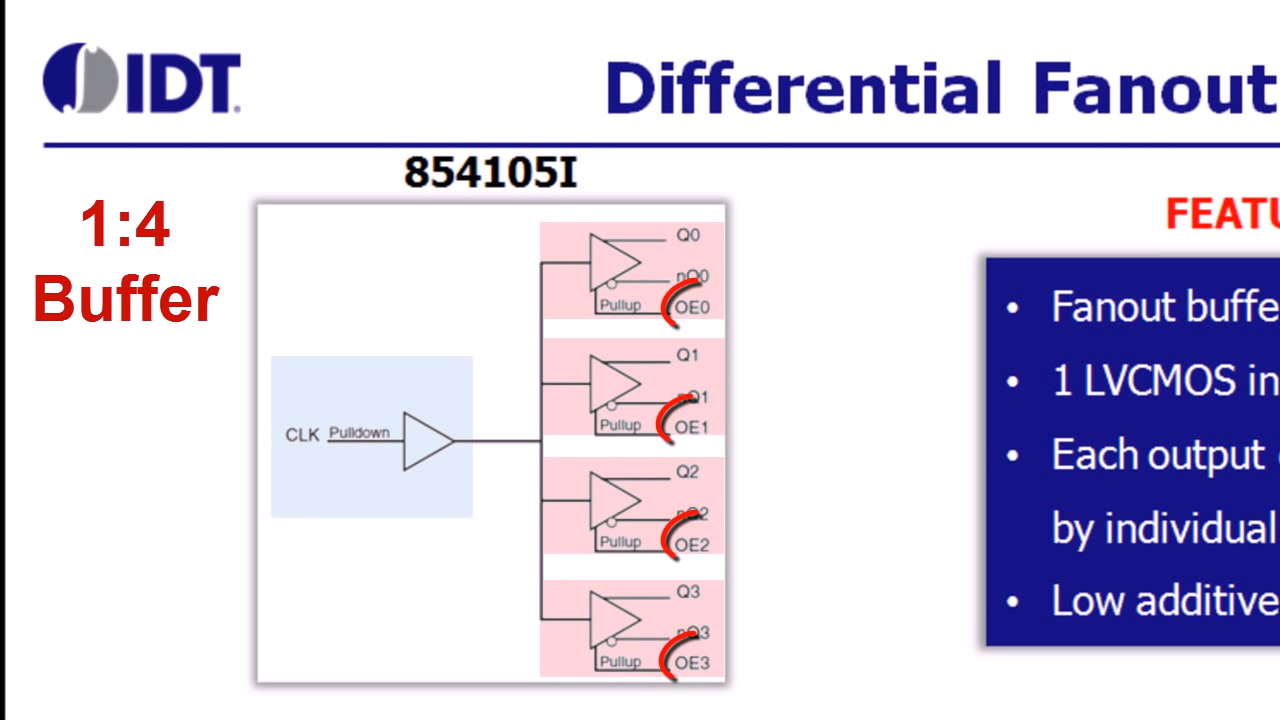 IDT.
Differential Fanout
854105I
1:4
Buffer
FEATU
Q0
nQ0
Pullup OE0
Q1
nQ1
Pullup OE1
CLK Pulldown
Q2
nQ2
Pullup OE2
Q3
nQ3
Pullup OE3
• Fanout buffe
• 1 LVCMOS in
• Each output
by individual
• Low additive